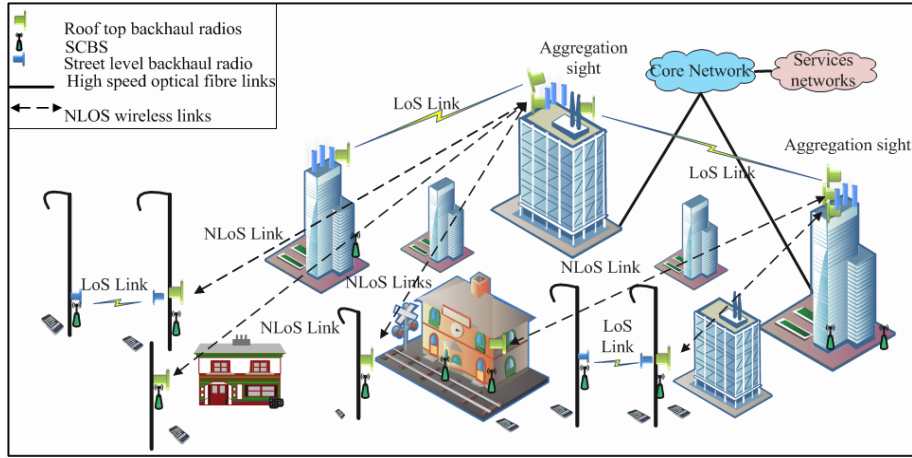 Roof top backhaul radios
SCBS
Street level backhaul radio
High speed optical fibre links
NLOS wireless links
Aggregation
sight
Core Network
Services
networks
LoS Link
Aggregation sight
LoS Link
NLoS Link
NLoS Link
LoS Link
NLoS Links
NLoS Link
LoS
Link